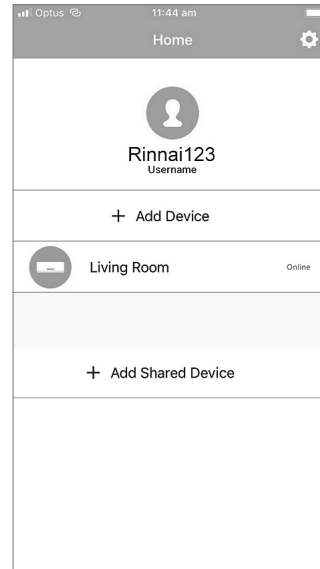 Optus 11:44 am
Home
Rinnai123
Username
+ Add Device
Living Room Online
+ Add Shared Device